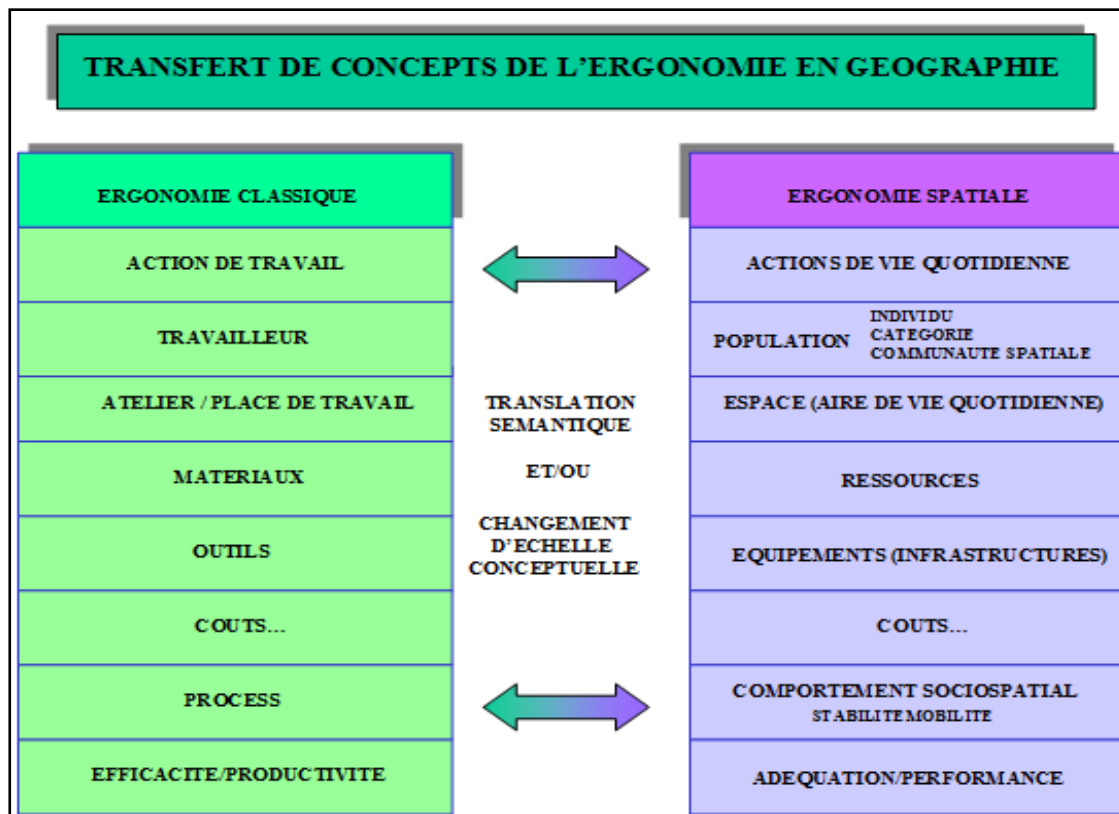 TRANSFERT DE CONCEPTS DE L'ERGONOMIE EN GEOGRAPHIE
ERGONOMIE CLASSIQUE
ACTION DE TRAVAIL
TRAVAILLEUR
ATELIER / PLACE DE TRAVAIL
MATERIAUX
OUTILS
COUTS...
PROCESS
EFFICACITE/PRODUCTIVITE
TRANSLATION
SEMANTIQUE
ET/OU
CHANGEMENT
D'ECHELLE
CONCEPTUELLE
ERGONOMIE SPATIALE
ACTIONS DE VIE QUOTIDIENNE
POPULATION
INDIVIDU
CATEGORIE
COMMUNAUTE SPATIALE
ESPACE (AIRE DE VIE QUOTIDIENNE)
RESSOURCES
EQUIPEMENTS (INFRASTRUCTURES)
COUTS...
COMPORTEMENT SOCIOSPATIAL
STABILITE MOBILITE
ADEQUATION/PERFORMANCE